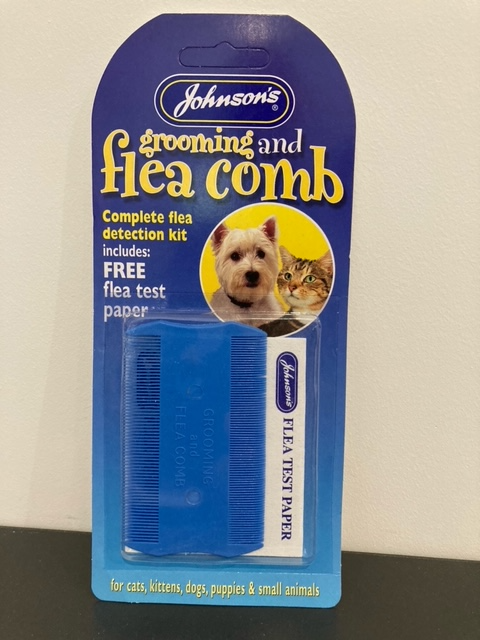 Johnson's®
grooming and
flea comb
Complete flea
detection kit
includes:
FREE
flea test
paper
GROOMING
and
FLEA COMB
Johnson's
FLEA TEST PAPER
for cats, kittens, dogs, puppies & small animals